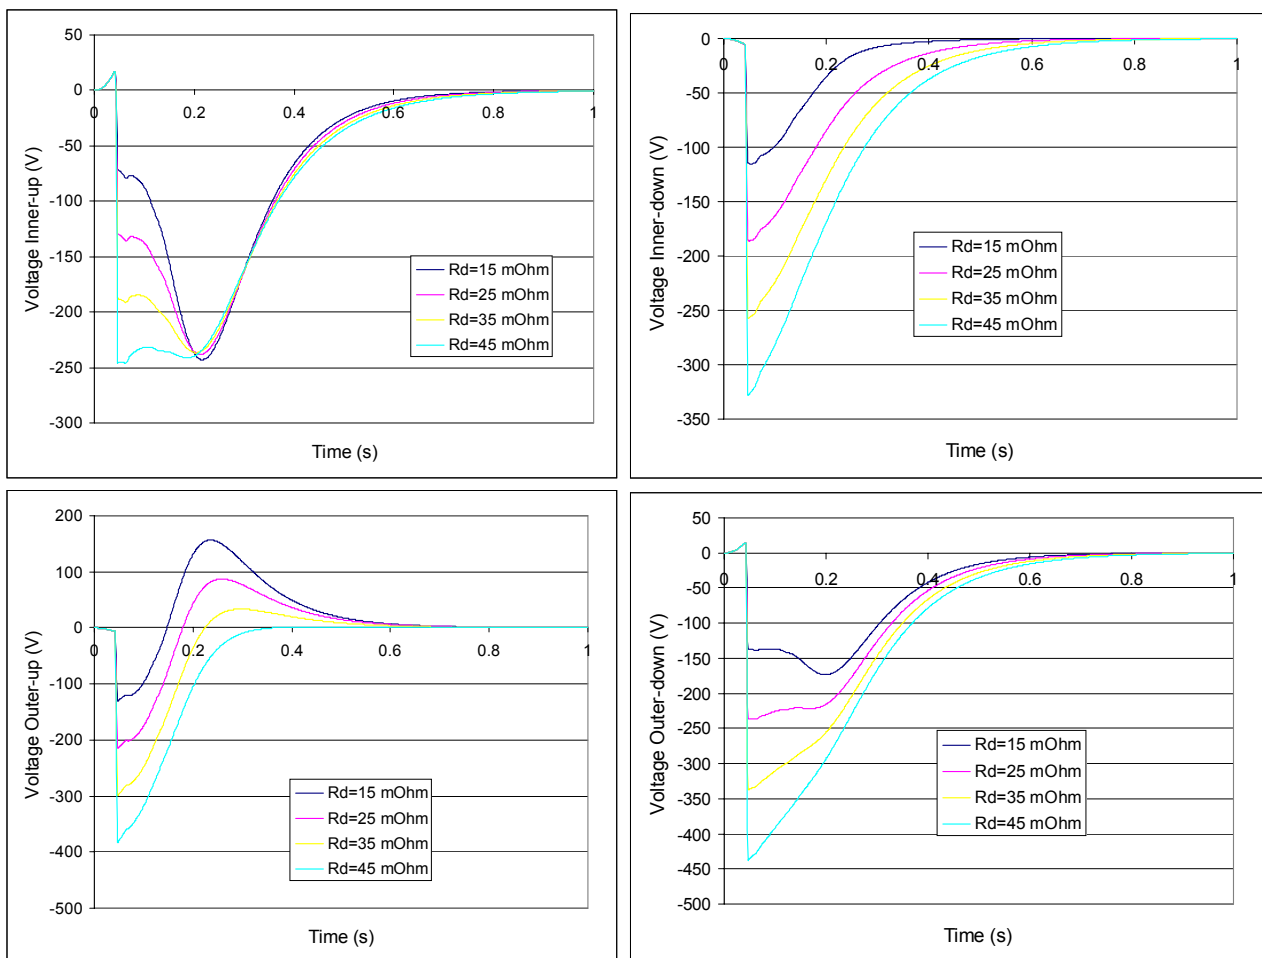 50
0
-50
-100
-150
-200
-250
-300
0 0.2 0.4 0.6 0.8 1
Voltage Inner-up (V)
Time (s)
Rd=15 mOhm
Rd=25 mOhm
Rd=35 mOhm
Rd=45 mOhm
0
-50
-100
-150
-200
-250
-300
-350
0 0.2 0.4 0.6 0.8 1
Voltage Inner-down (V)
Time (s)
Rd=15 mOhm
Rd=25 mOhm
Rd=35 mOhm
Rd=45 mOhm
200
100
0
-100
-200
-300
-400
-500
0 0.2 0.4 0.6 0.8 1
Voltage Outer-up (V)
Time (s)
Rd=15 mOhm
Rd=25 mOhm
Rd=35 mOhm
Rd=45 mOhm
50
0
-50
-100
-150
-200
-250
-300
-350
-400
-450
-500
0 0.2 0.4 0.6 0.8 1
Voltage Outer-down (V)
Time (s)
Rd=15 mOhm
Rd=25 mOhm
Rd=35 mOhm
Rd=45 mOhm